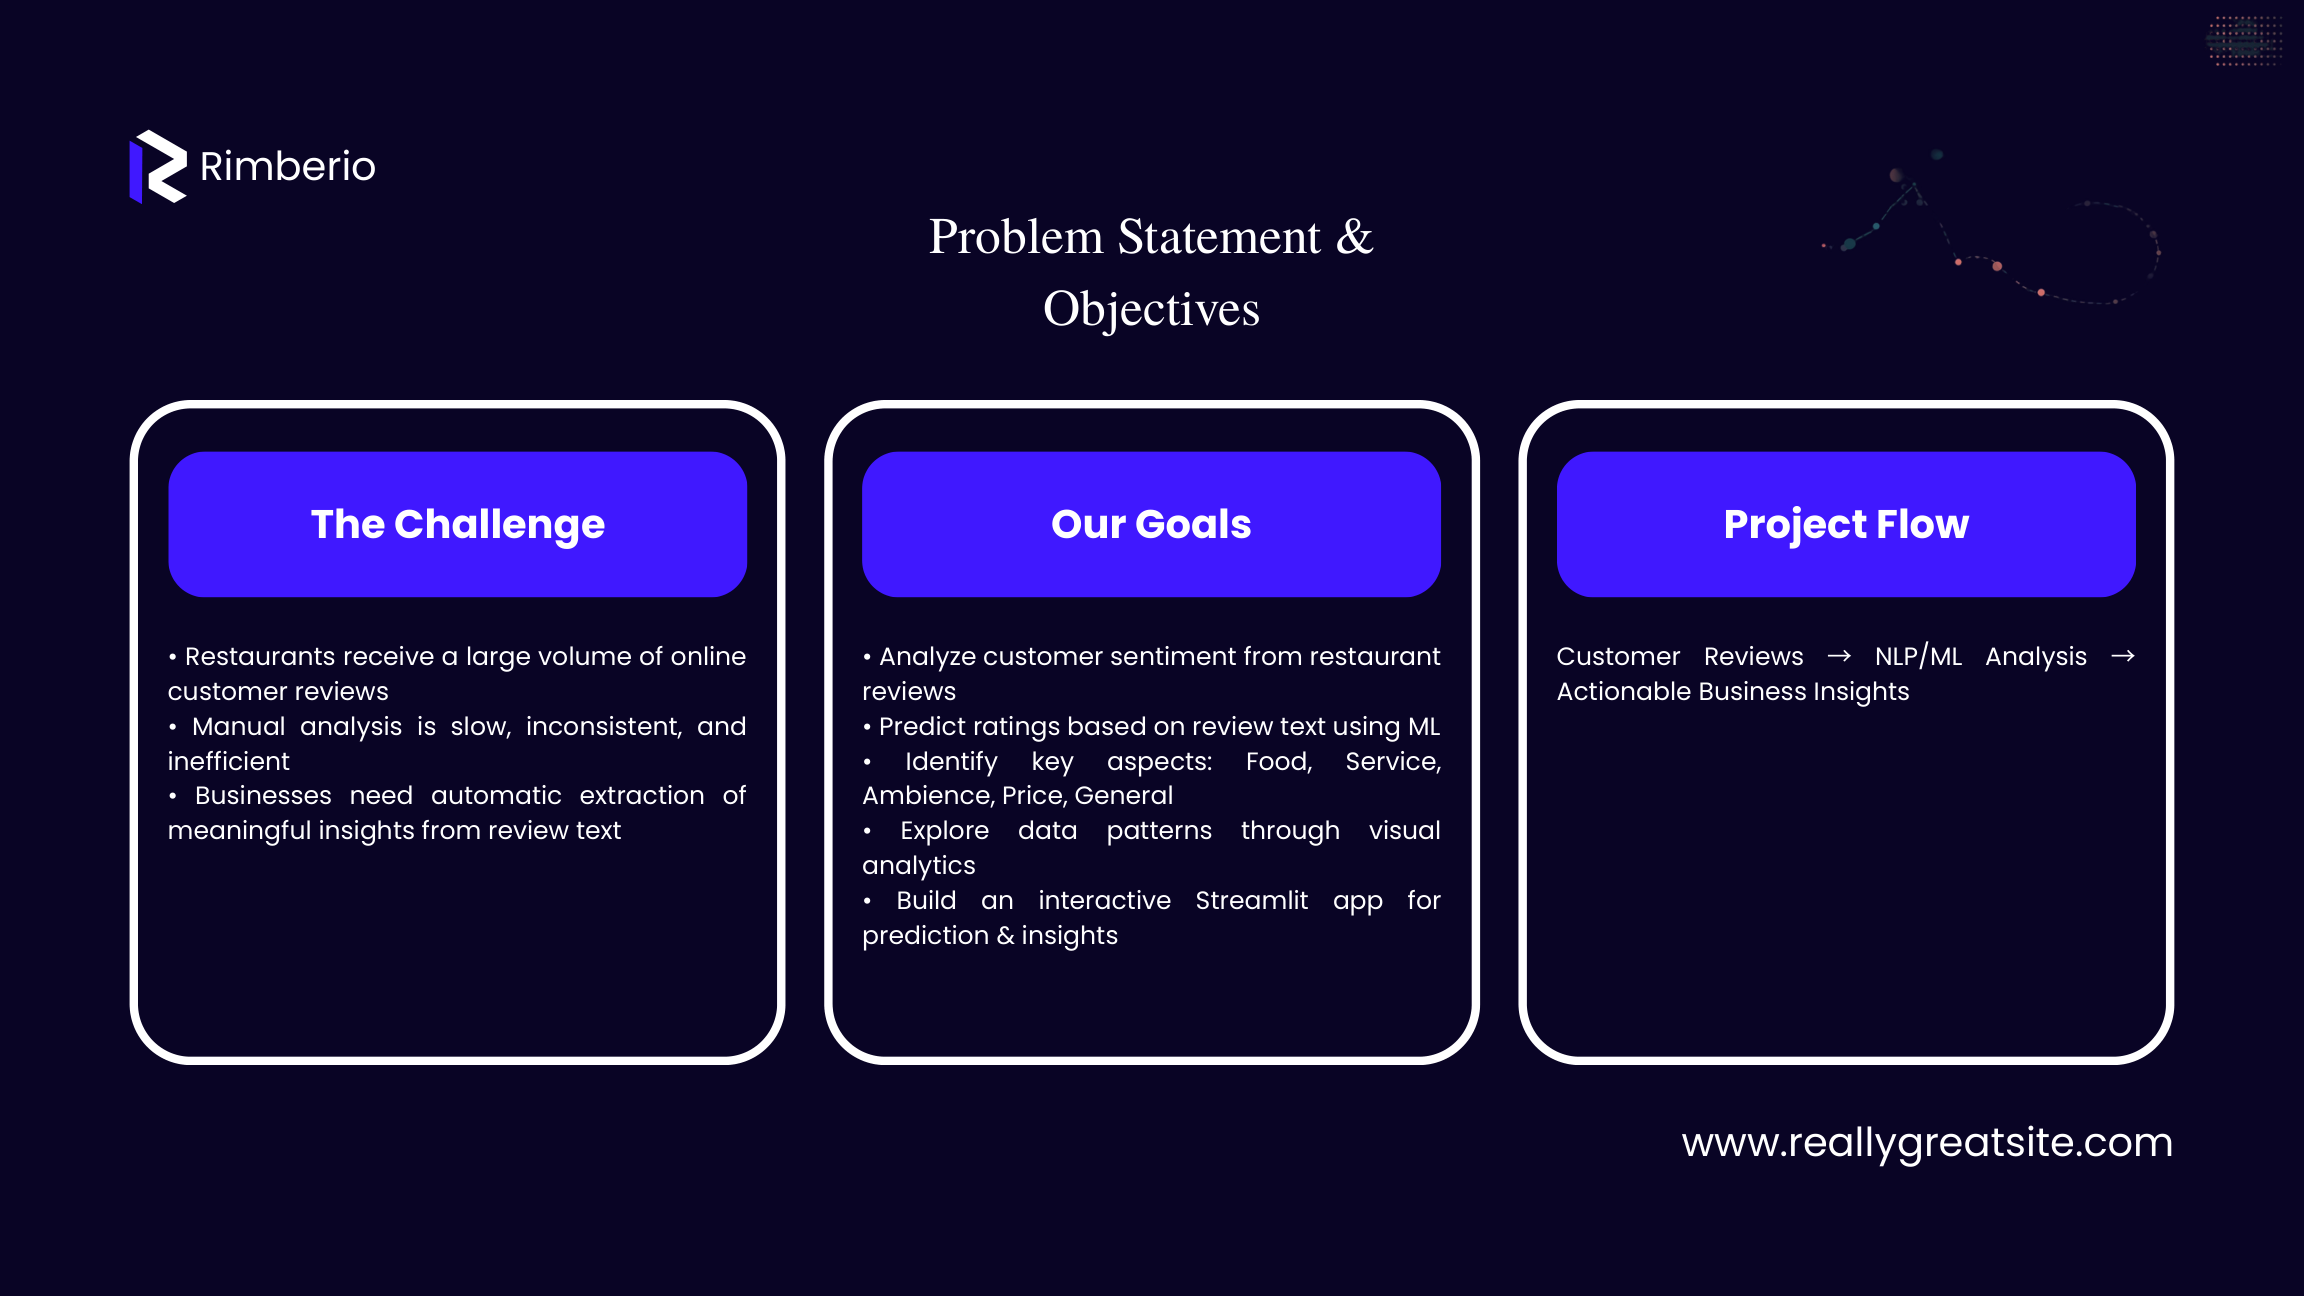 Rimberio
Problem Statement &
Objectives
The Challenge
• Restaurants receive a large volume of online
customer reviews
• Manual analysis is slow, inconsistent, and
inefficient
• Businesses need automatic extraction of
meaningful insights from review text
Our Goals
• Analyze customer sentiment from restaurant
reviews
• Predict ratings based on review text using ML
• Identify key aspects: Food, Service,
Ambience, Price, General
• Explore data patterns through visual
analytics
• Build an interactive Streamlit app for
prediction & insights
Project Flow
Customer Reviews → NLP/ML Analysis →
Actionable Business Insights
www.reallygreatsite.com